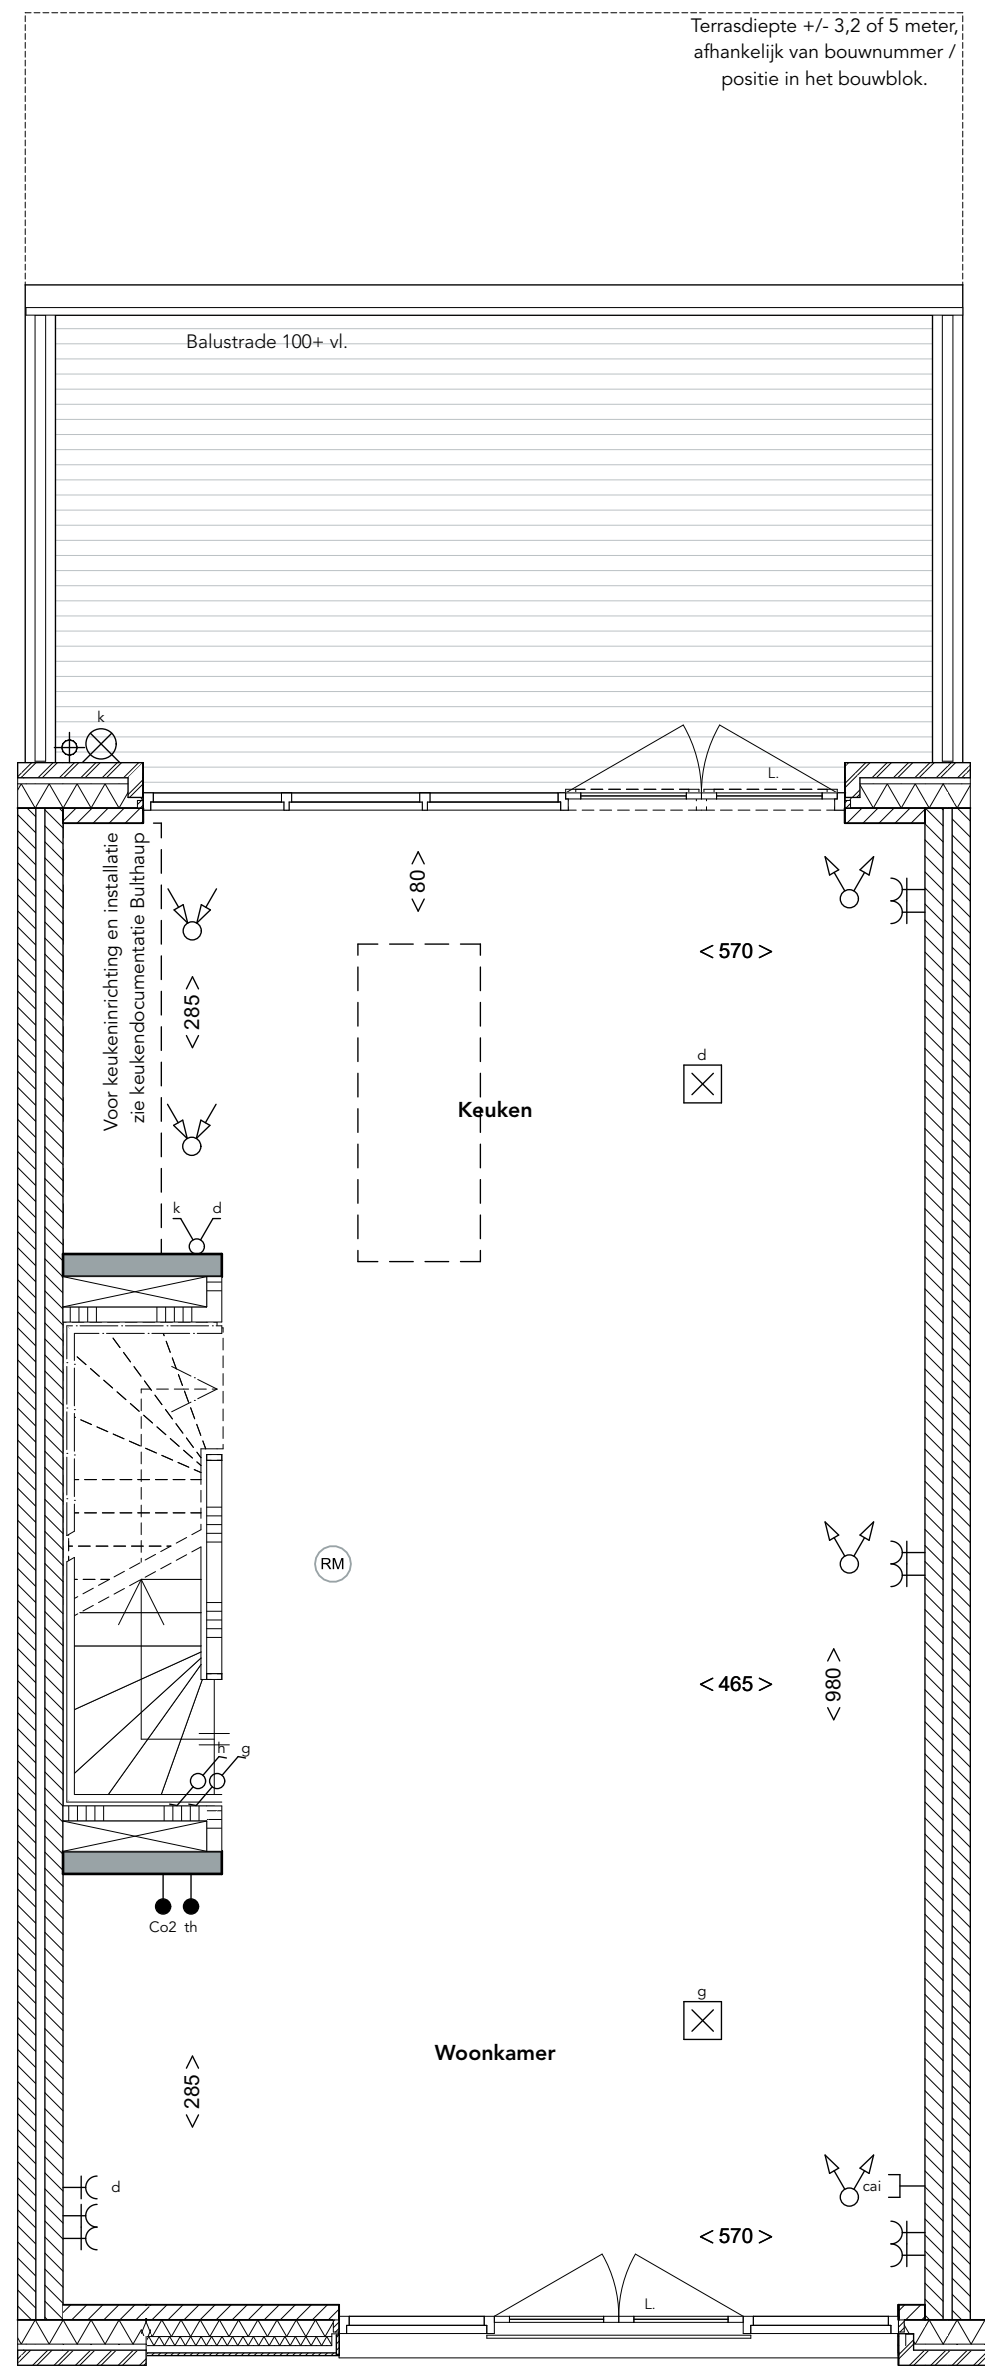 Terrasdiepte +/- 3,2 of 5 meter,
afhankelijk van bouwnummer /
positie in het bouwblok.
Balustrade 100+ vl.
k
L.
Voor keukeninrichting en installatie
zie keukendocumentatie Bulthaup
< 80 >
< 570 >
< 285 >
d
Keuken
k d
RM
< 465 >
< 980 >
h g
Co2 th
g
Woonkamer
< 285 >
d
cai
< 570 >
L.